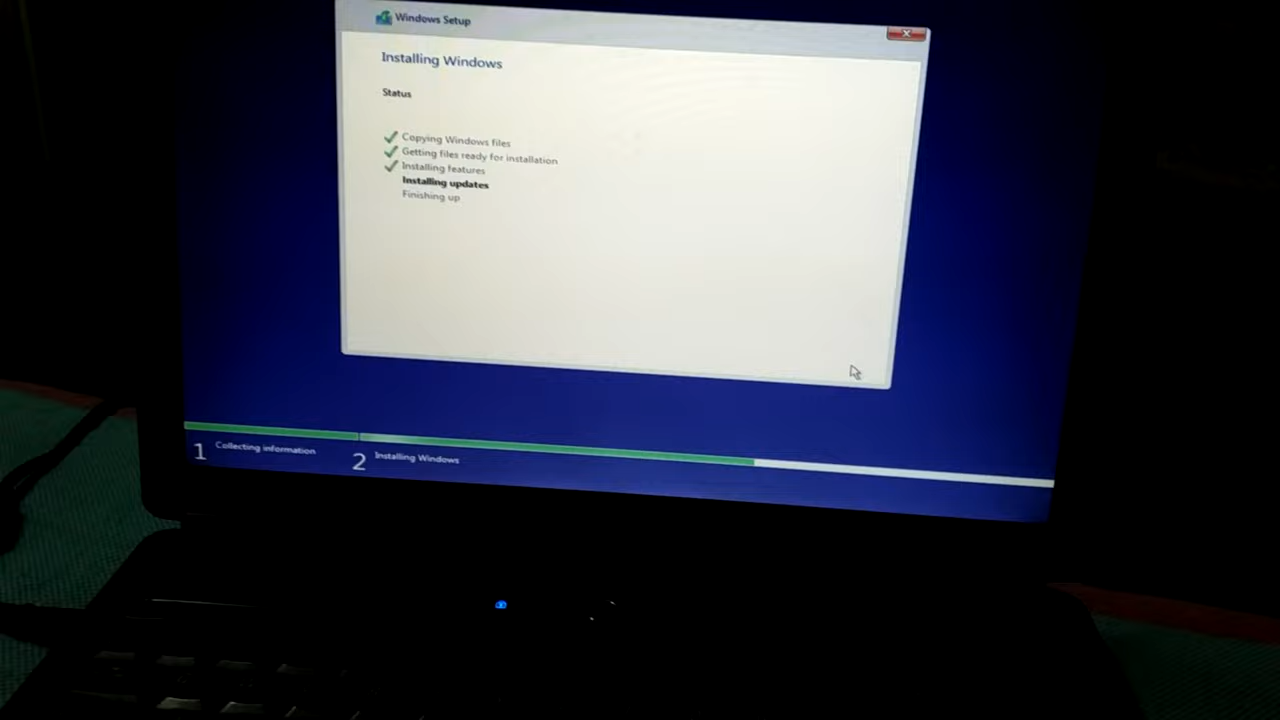 Windows Setup
Installing Windows
Status
Copying Windows files
Getting files ready for installation
Installing features
Installing updates
Finishing up
1 Collecting information
2 Installing Windows